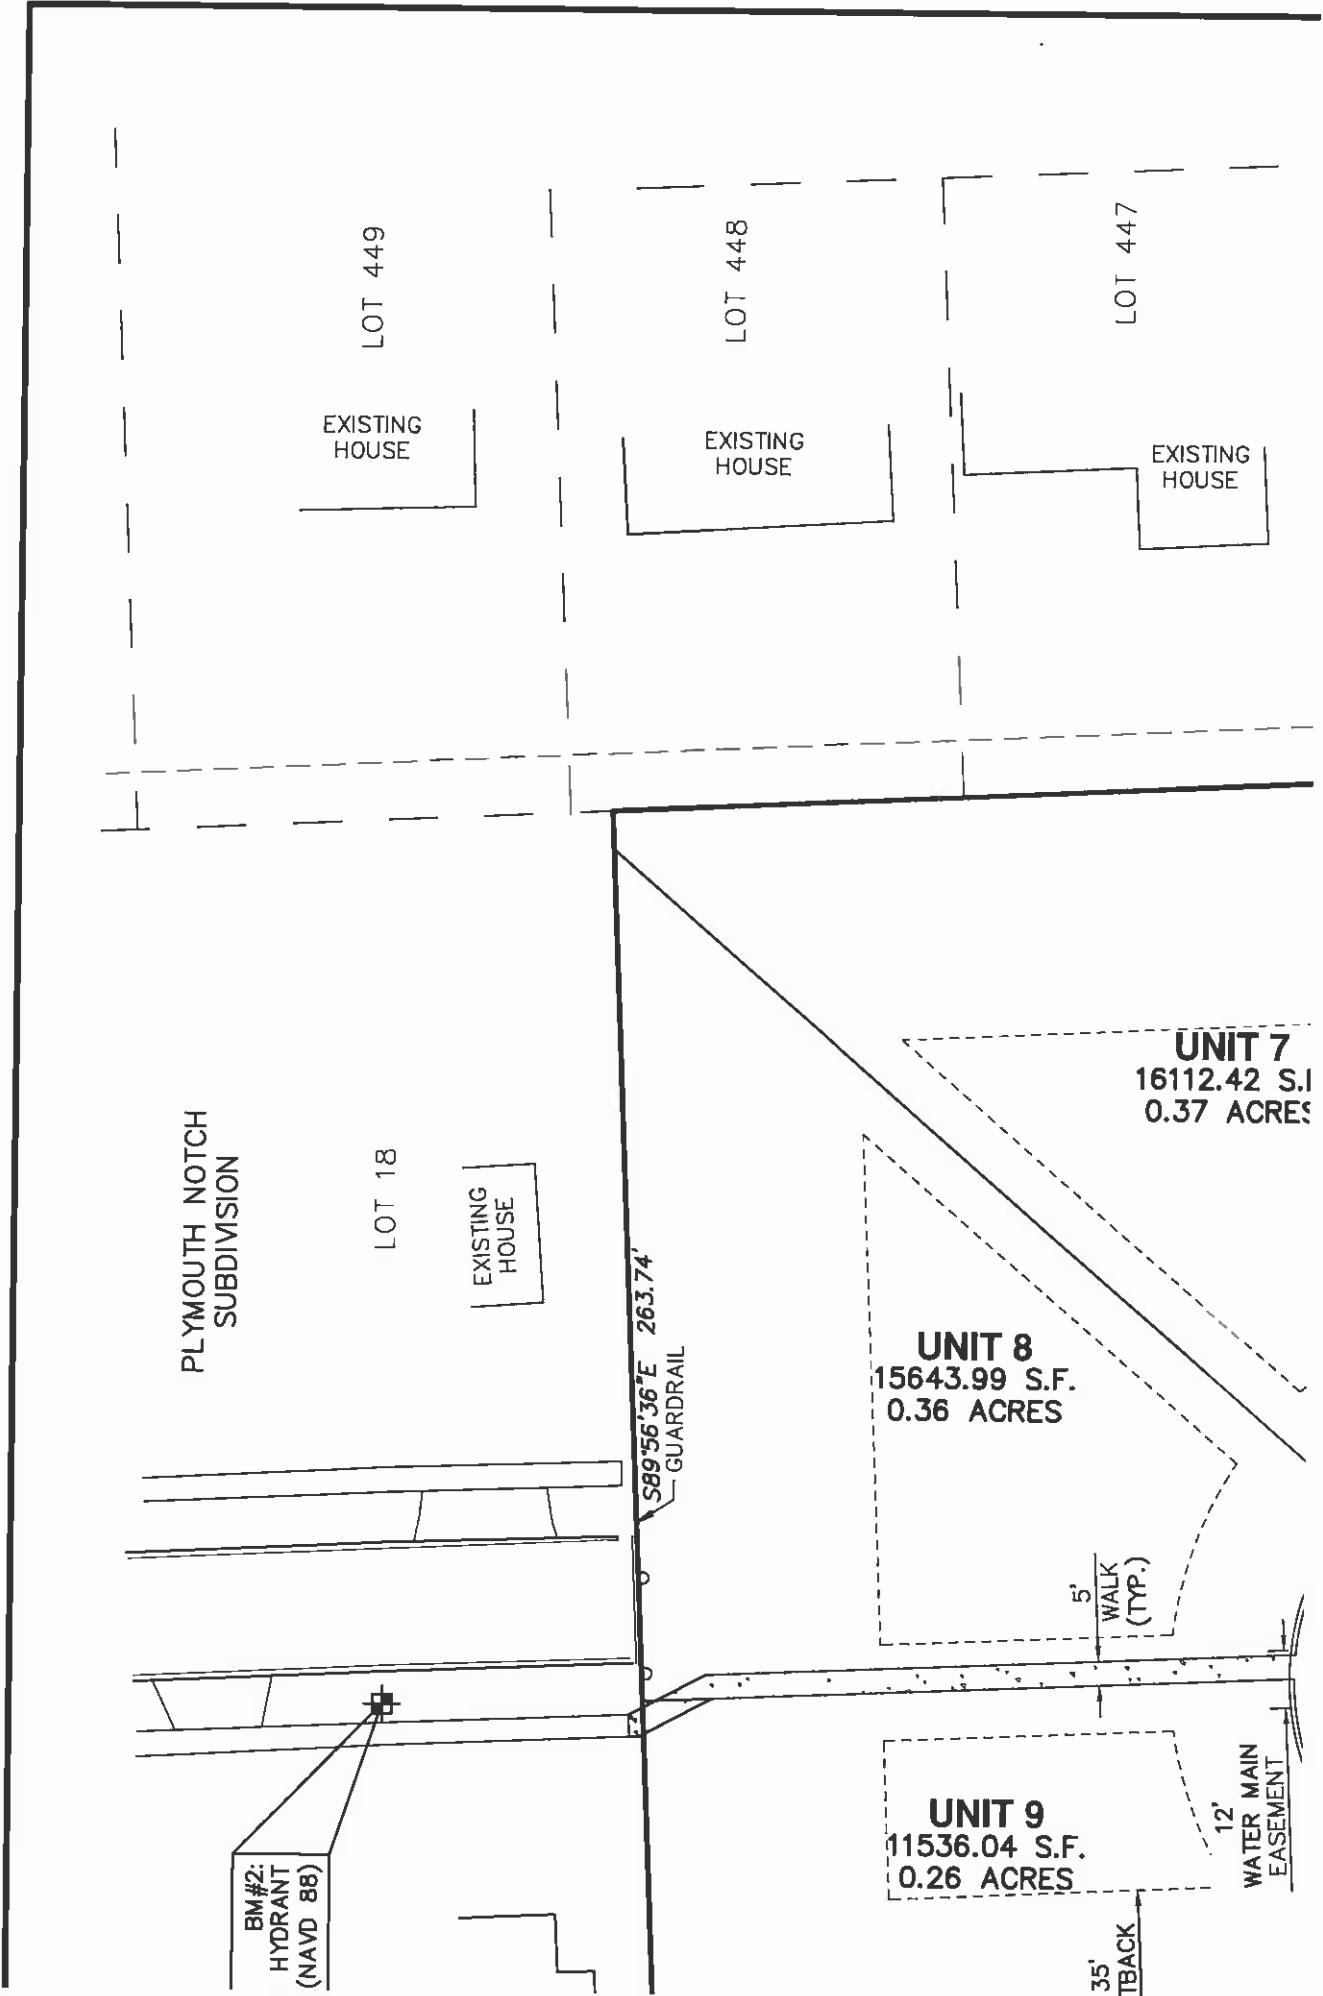 LOT 449
LOT 448
LOT 447
EXISTING
HOUSE
EXISTING
HOUSE
EXISTING
HOUSE
PLYMOUTH NOTCH
SUBDIVISION
LOT 18
EXISTING
HOUSE
S89°56'36"E 263.74'
GUARDRAIL
UNIT 7
16112.42 S.
0.37 ACRES
UNIT 8
15643.99 S.F.
0.36 ACRES
5'
WALK
(TYP.)
UNIT 9
11536.04 S.F.
0.26 ACRES
12'
WATER MAIN
EASEMENT
35'
TBACK
BM#2:
HYDRANT
(NAVD 88)